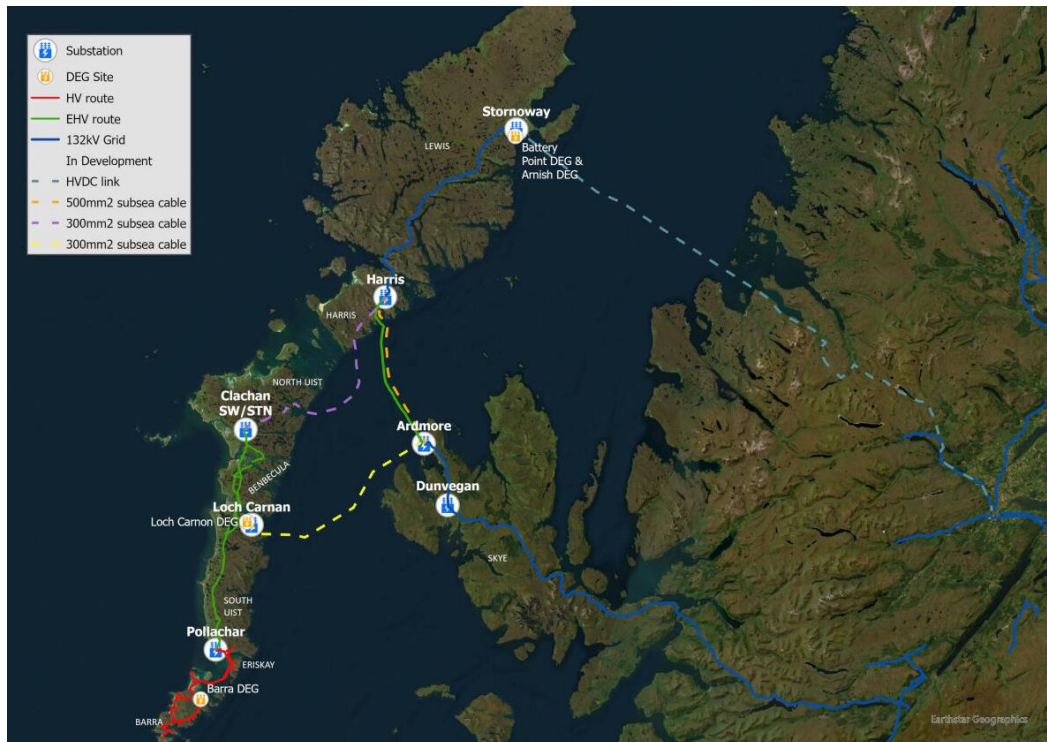 Substation
DEG Site
HV route
EHV route
132kV Grid
In Development
HVDC link
500mm2 subsea cable
300mm2 subsea cable
300mm2 subsea cable
Stornoway
LEWIS
Battery
Point DEG &
Arnish DEG
Harris
HARRIS
NORTH UIST
Clachan
SW/STN
Ardmore
BENBECULA
Dunvegan
Loch Carnan
Loch Carnon DEG
SKYE
SOUTH
UIST
Pollachar
ERISKAY
Barra DEG
BARRA
Earthstar Geographics